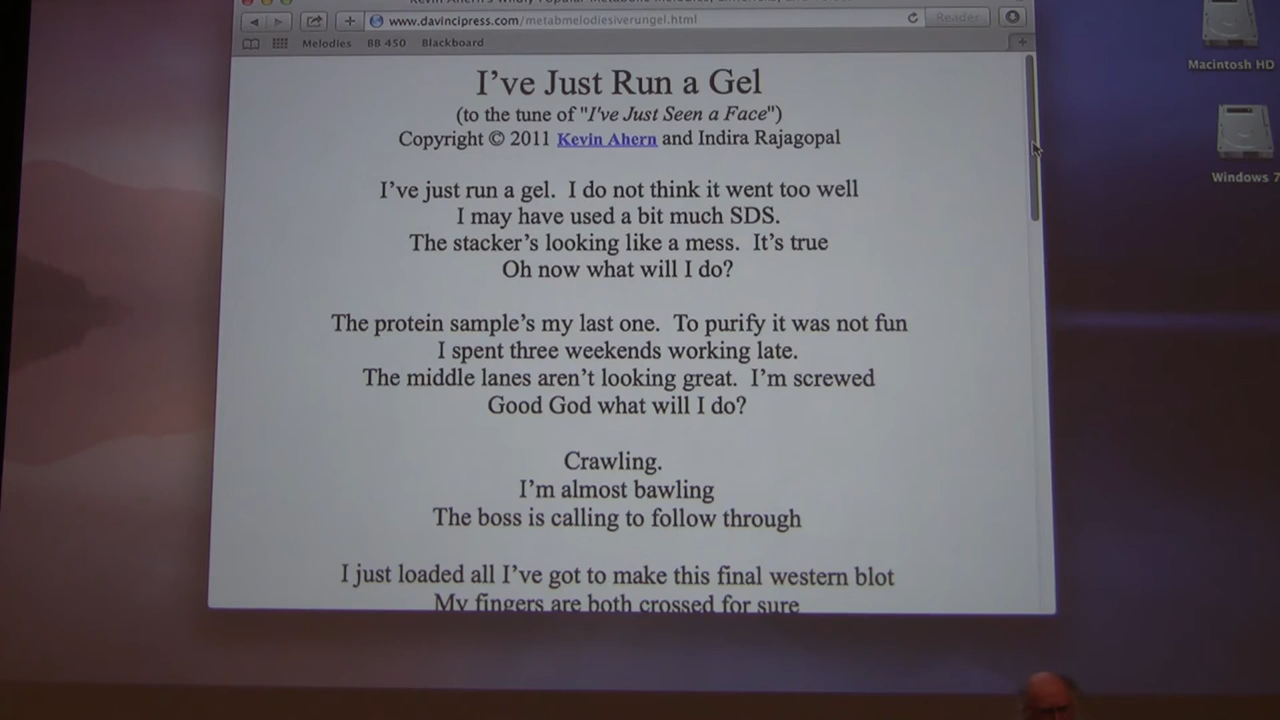 www.davincipress.com/metabmelodiesiverungel.html
Reader
Melodies BB 450 Blackboard
Macintosh HD
Windows 7
I've Just Run a Gel
(to the tune of "I've Just Seen a Face")
Copyright © 2011 Kevin Ahern and Indira Rajagopal
I've just run a gel. I do not think it went too well
I may have used a bit much SDS.
The stacker's looking like a mess. It's true
Oh now what will I do?
The protein sample's my last one. To purify it was not fun
I spent three weekends working late.
The middle lanes aren't looking great. I'm screwed
Good God what will I do?
Crawling.
I'm almost bawling
The boss is calling to follow through
I just loaded all I've got to make this final western blot
My fingers are both crossed for sure